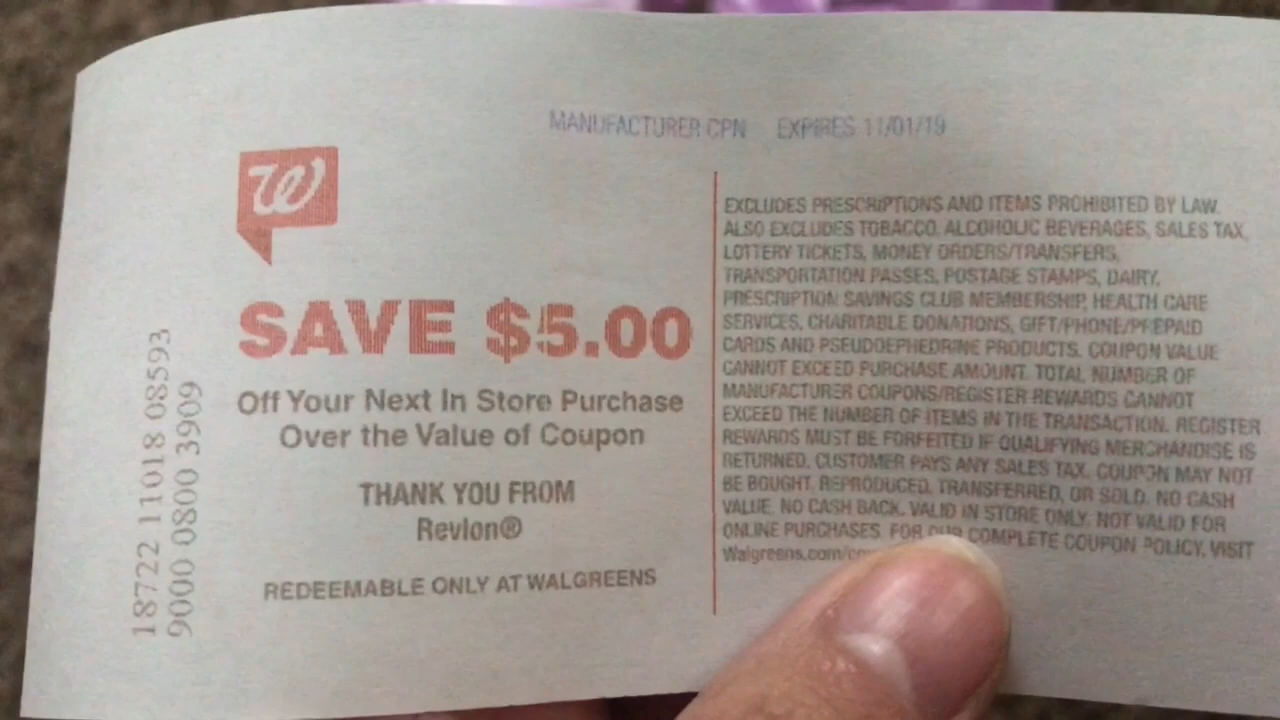 MANUFACTURER CPN EXPIRES 11/01/19
W
SAVE $5.00
Off Your Next In Store Purchase
Over the Value of Coupon
THANK YOU FROM
Revlon®
REDEEMABLE ONLY AT WALGREENS
18722 11018 08593
9000 0800 3909
EXCLUDES PRESCRIPTIONS AND ITEMS PROHIBITED BY LAW.
ALSO EXCLUDES TOBACCO, ALCOHOLIC BEVERAGES, SALES TAX,
LOTTERY TICKETS, MONEY ORDERS/TRANSFERS,
TRANSPORTATION PASSES, POSTAGE STAMPS, DAIRY,
PRESCRIPTION SAVINGS CLUB MEMBERSHIP, HEALTH CARE
SERVICES, CHARITABLE DONATIONS, GIFT/PHONE/PREPAID
CARDS AND PSEUDOEPHEDRINE PRODUCTS. COUPON VALUE
CANNOT EXCEED PURCHASE AMOUNT. TOTAL NUMBER OF
MANUFACTURER COUPONS/REGISTER REWARDS CANNOT
EXCEED THE NUMBER OF ITEMS IN THE TRANSACTION. REGISTER
REWARDS MUST BE FORFEITED IF QUALIFYING MERCHANDISE IS
RETURNED. CUSTOMER PAYS ANY SALES TAX. COUPON MAY NOT
BE BOUGHT, REPRODUCED, TRANSFERRED, OR SOLD. NO CASH
VALUE. NO CASH BACK. VALID IN STORE ONLY. NOT VALID FOR
ONLINE PURCHASES. FOR OUR COMPLETE COUPON POLICY, VISIT
Walgreens.com/